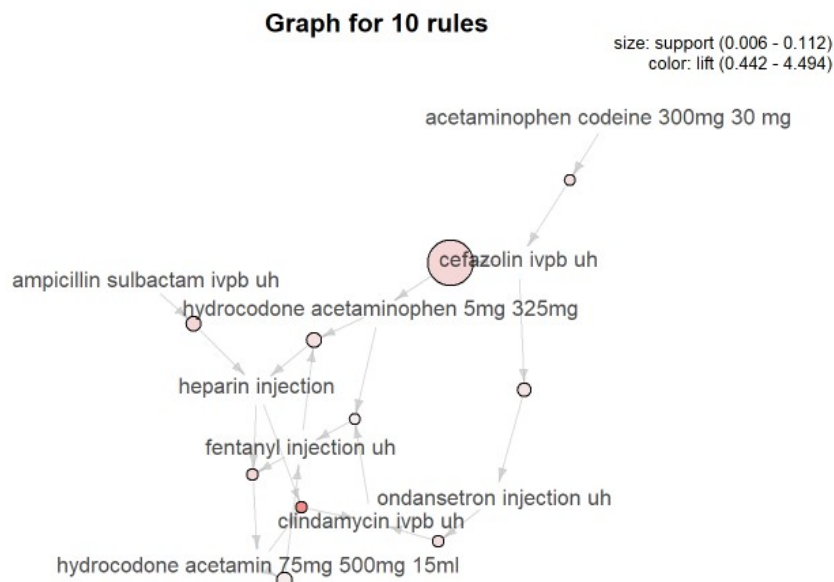 Graph for 10 rules
size: support (0.006 - 0.112)
color: lift (0.442 - 4.494)
acetaminophen codeine 300mg 30 mg
cefazolin ivpb uh
ampicillin sulbactam ivpb uh
hydrocodone acetaminophen 5mg 325mg
heparin injection
fentanyl injection uh
ondansetron injection uh
clindamycin ivpb uh
hydrocodone acetamin 75mg 500mg 15ml